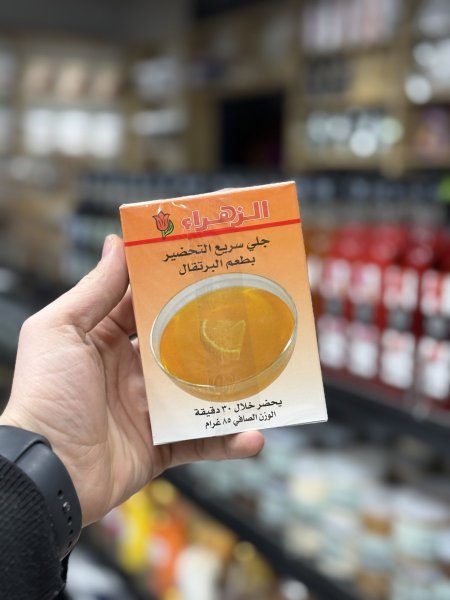 الزهراء
جلي سريع التحضير
بطعم البرتقال
يحضر خلال ٣٠ دقيقة
الوزن الصافي ٨٥ غرام